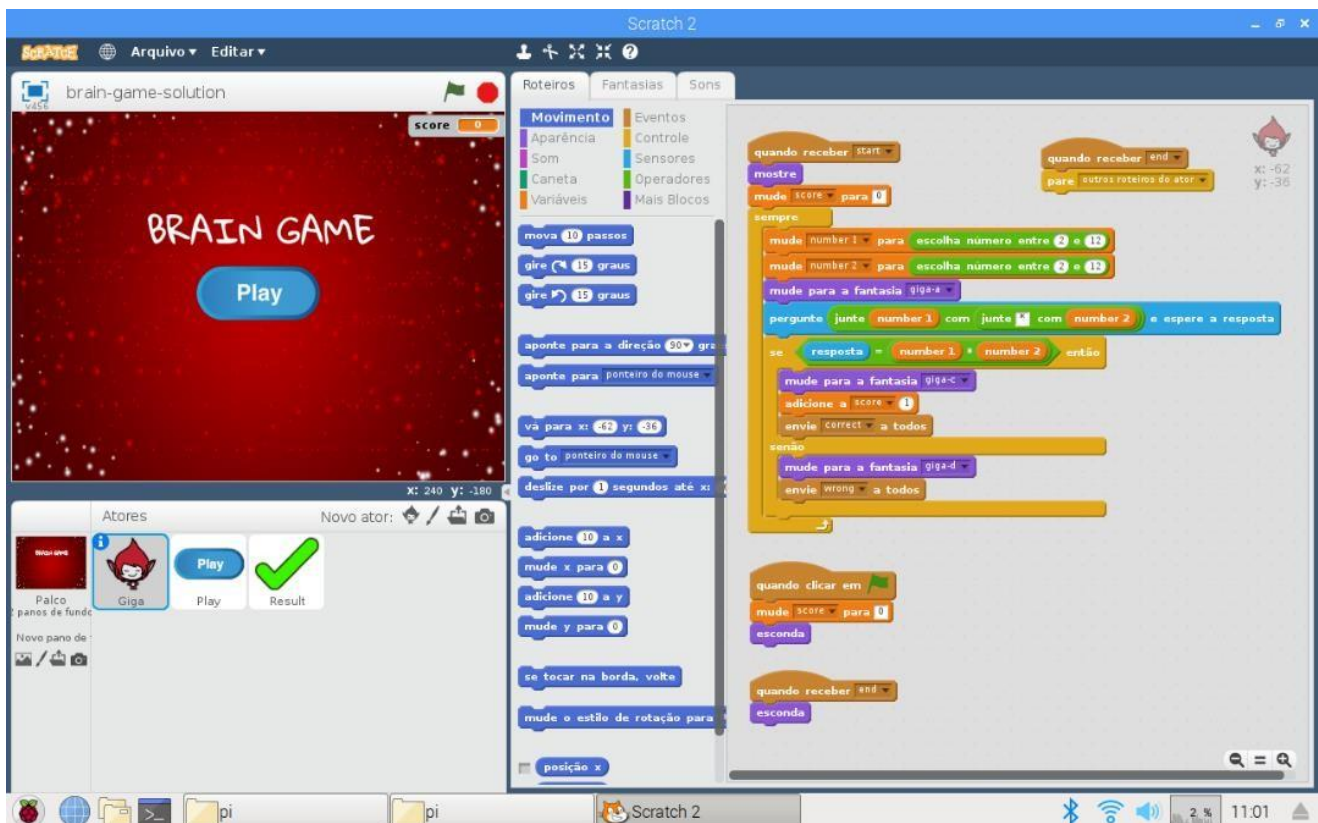 Scratch 2
SCRATCH
Arquivo
Editar
v456
brain-game-solution
score 0
BRAIN GAME
Play
x: 240 y: -180
Atores
Novo ator:
BRAIN GAME
Palco
panos de fundo
Novo pano de
Giga
Play
Play
Result
Roteiros
Fantasias
Sons
Movimento
Aparência
Som
Caneta
Variáveis
Eventos
Controle
Sensores
Operadores
Mais Blocos
mova 10 passos
gire 15 graus
gire 15 graus
aponte para a direção 90 gra
aponte para ponteiro do mouse
vá para x: -62 y: -36
go to ponteiro do mouse
deslize por 1 segundos até x:
adicione 10 a x
mude x para 0
adicione 10 a y
mude y para 0
se tocar na borda, volte
mude o estilo de rotação para
posição x
quando receber start
mostre
mude score para 0
sempre
mude number 1 para escolha número entre 2 e 12
mude number 2 para escolha número entre 2 e 12
mude para a fantasia giga-a
pergunte junte number 1 com junte * com number 2 e espere a resposta
se resposta = number 1 * number 2 então
mude para a fantasia giga-c
adicione a score 1
envie correct a todos
senão
mude para a fantasia giga-d
envie wrong a todos
quando clicar em
mude score para 0
esconda
quando receber end
esconda
quando receber end
pare outros roteiros do ator
x: -62
y: -36
pi
pi
Scratch 2
2 %
11:01